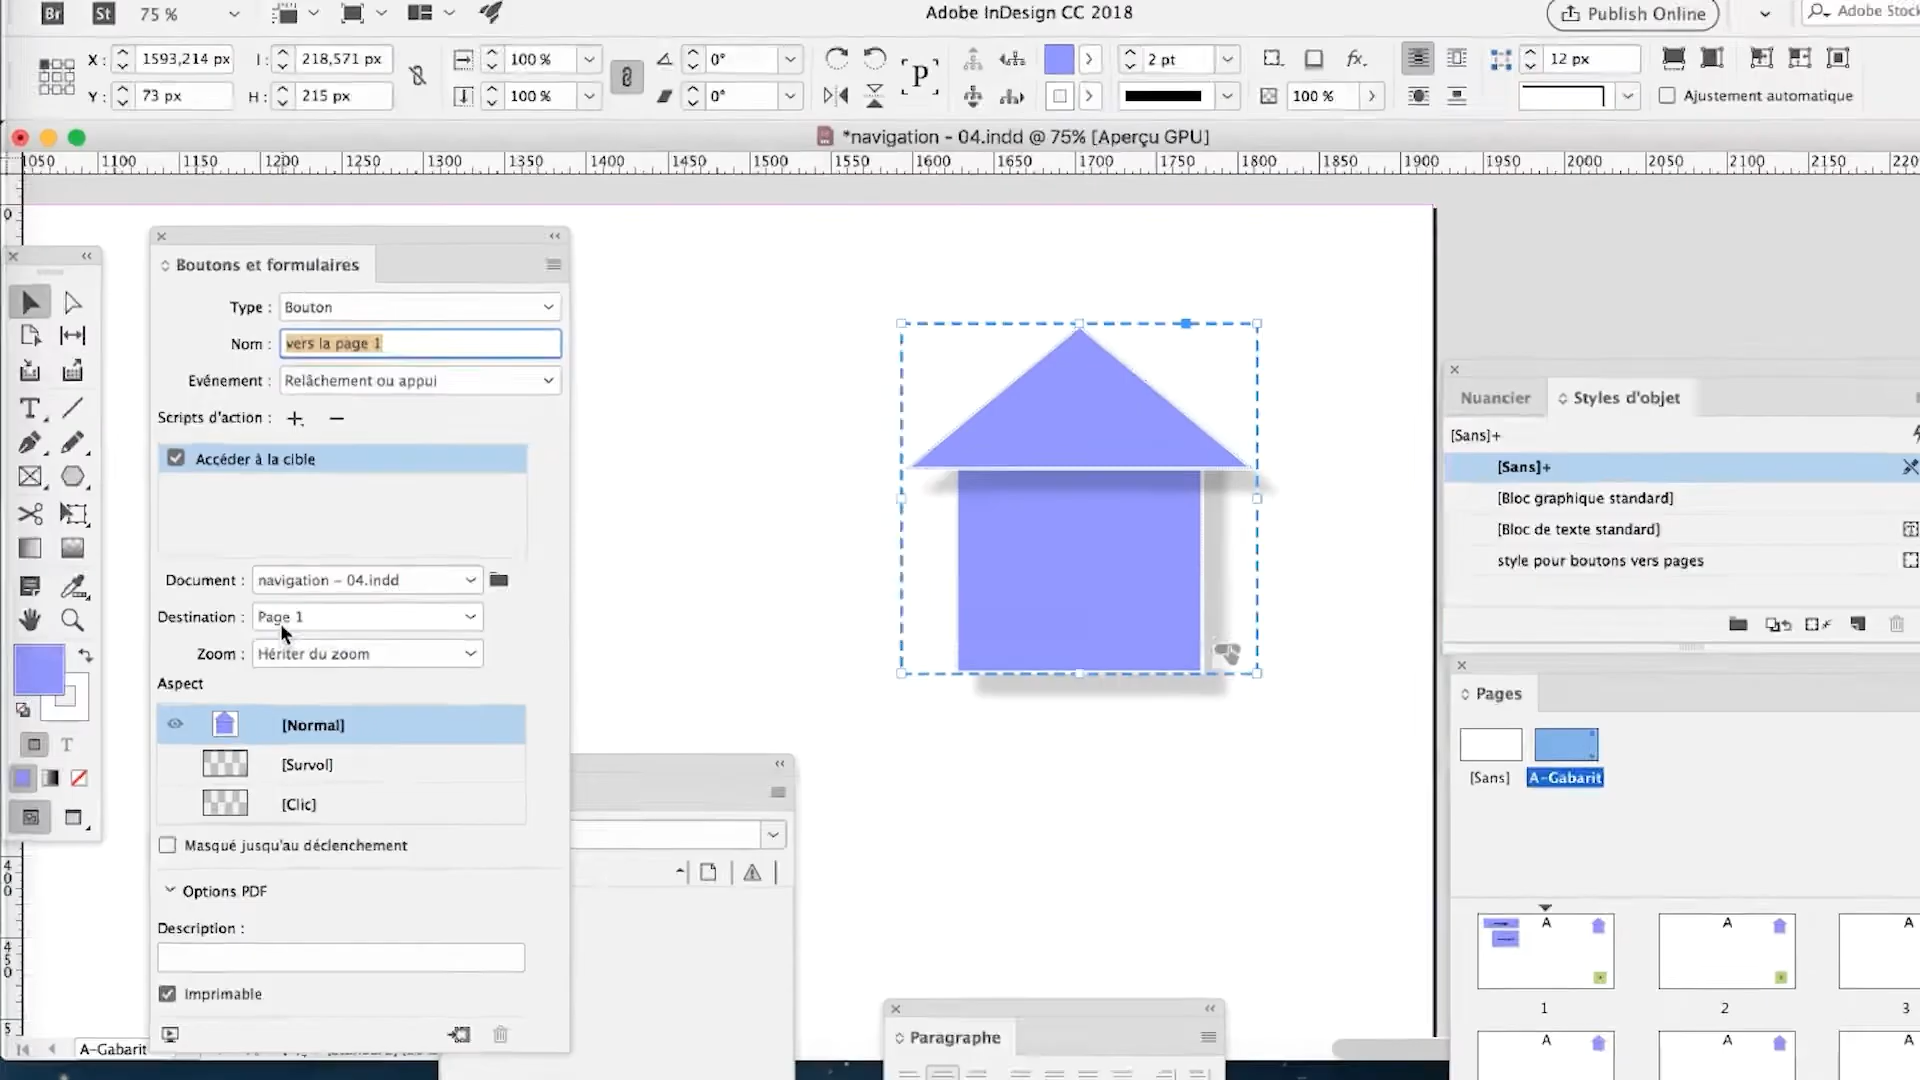 Br St 75 % Adobe InDesign CC 2018 Publish Online Adobe Stock
X : 1593,214 px I : 218,571 px 100 % 0° P 2 pt fx. 12 px
Y : 73 px H : 215 px 100 % 0° 100 % Ajustement automatique
*navigation - 04.indd @ 75% [Aperçu GPU]
1050 1100 1150 1200 1250 1300 1350 1400 1450 1500 1550 1600 1650 1700 1750 1800 1850 1900 1950 2000 2050 2100 2150 220
0
Boutons et formulaires
Type : Bouton
Nom : vers la page 1
Evénement : Relâchement ou appui
Scripts d'action : + −
Accéder à la cible
Document : navigation – 04.indd
Destination : Page 1
Zoom : Hériter du zoom
Aspect
[Normal]
[Survol]
[Clic]
Masqué jusqu'au déclenchement
Options PDF
Description :
Imprimable
T
T
400
450
5
A-Gabarit
Nuancier Styles d'objet
[Sans]+
[Sans]+
[Bloc graphique standard]
[Bloc de texte standard]
style pour boutons vers pages
Pages
[Sans] A-Gabarit
A A A
1 2 3
A A
Paragraphe